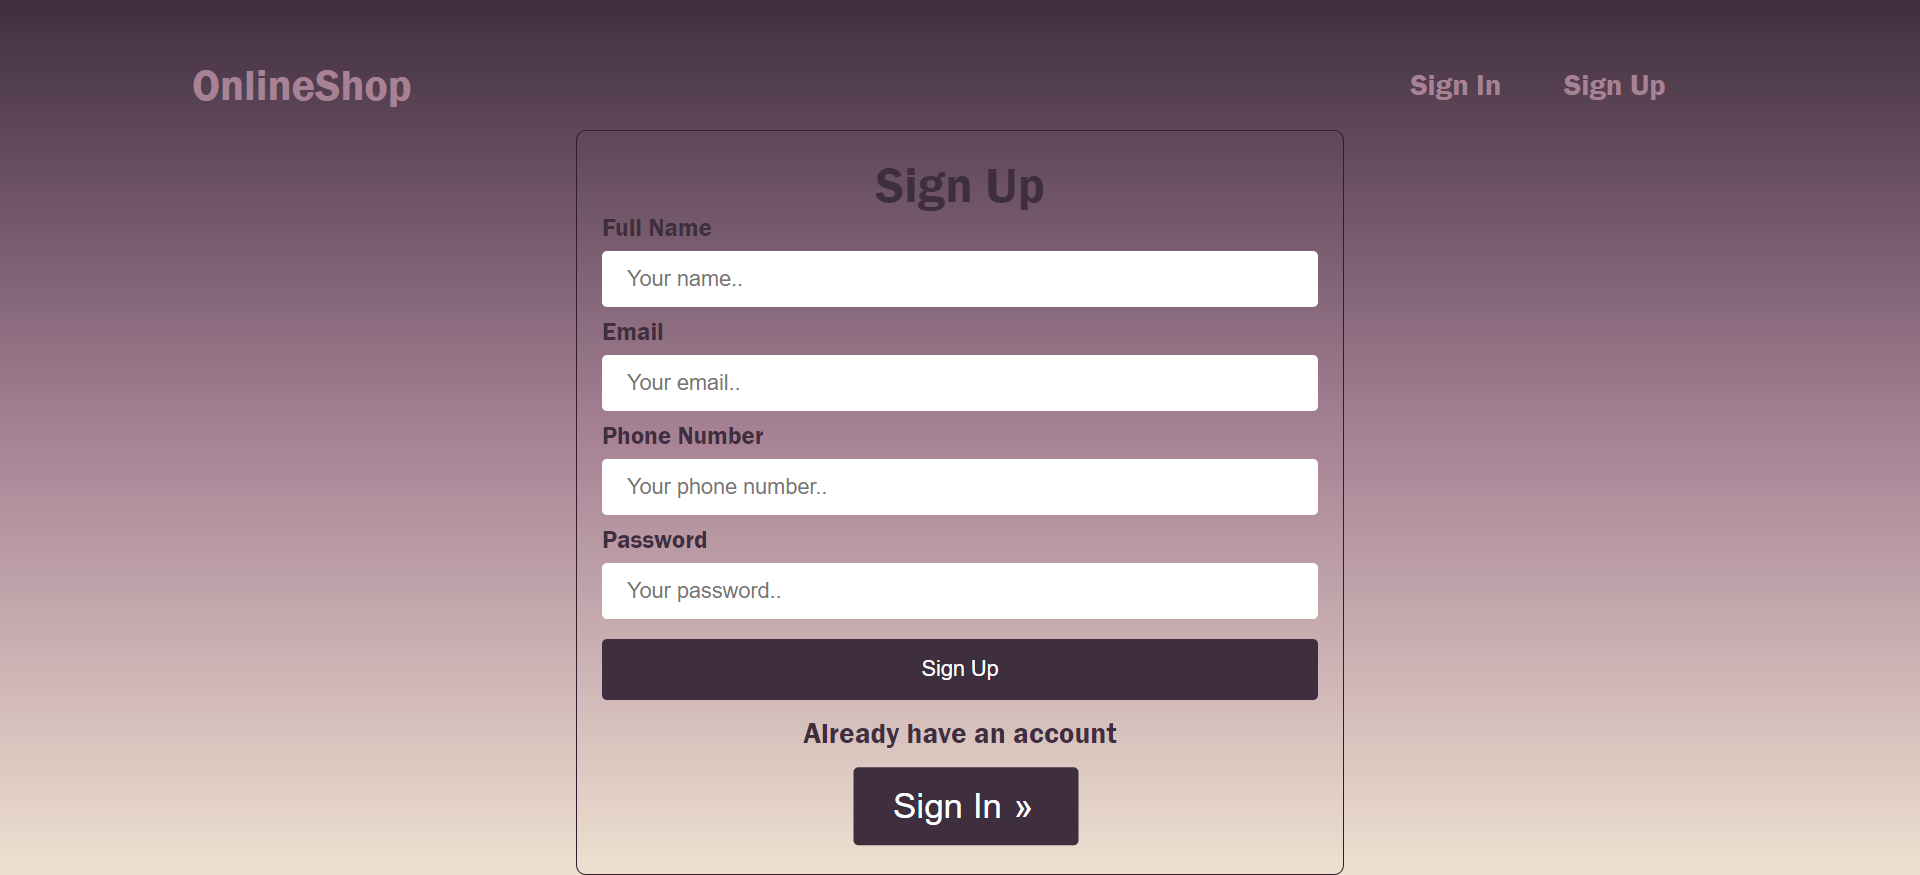 OnlineShop
Sign In
Sign Up
Sign Up
Full Name
Your name..
Email
Your email..
Phone Number
Your phone number..
Password
Your password..
Sign Up
Already have an account
Sign In »